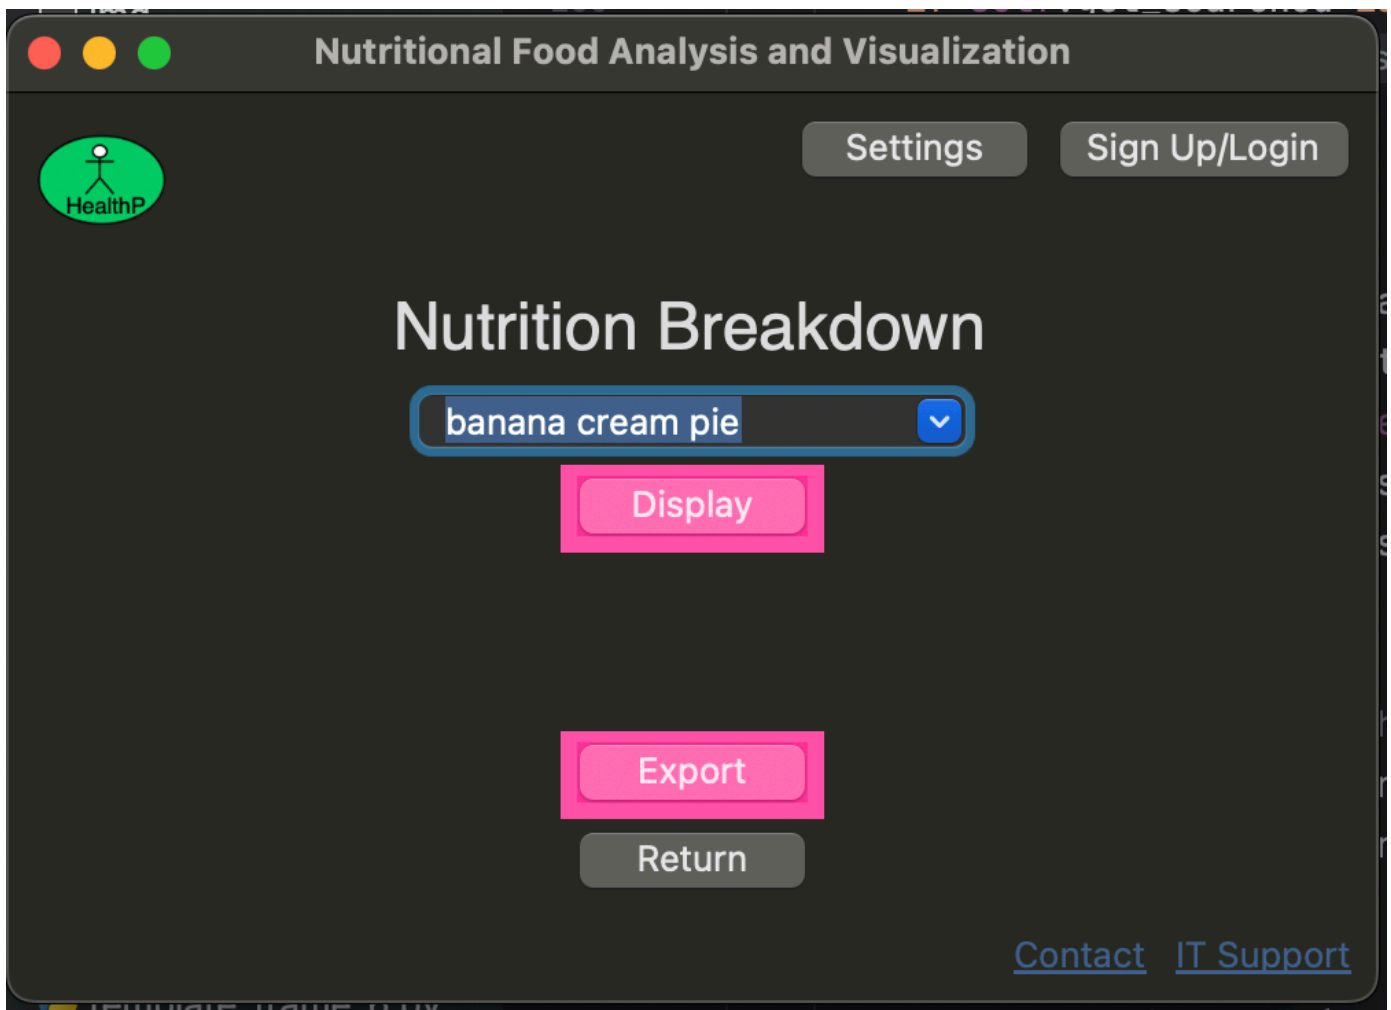 Nutritional Food Analysis and Visualization
Settings Sign Up/Login
HealthP
Nutrition Breakdown
banana cream pie
Display
Export
Return
Contact IT Support